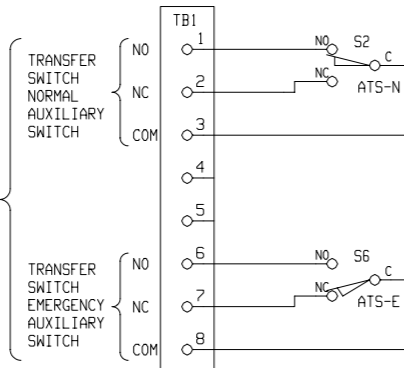 TB1
TRANSFER
SWITCH
NORMAL
AUXILIARY
SWITCH
NO
NC
COM
1
2
3
4
5
6
7
8
NO S2
C
NC
ATS-N
TRANSFER
SWITCH
EMERGENCY
AUXILIARY
SWITCH
NO
NC
COM
NO S6
C
NC
ATS-E